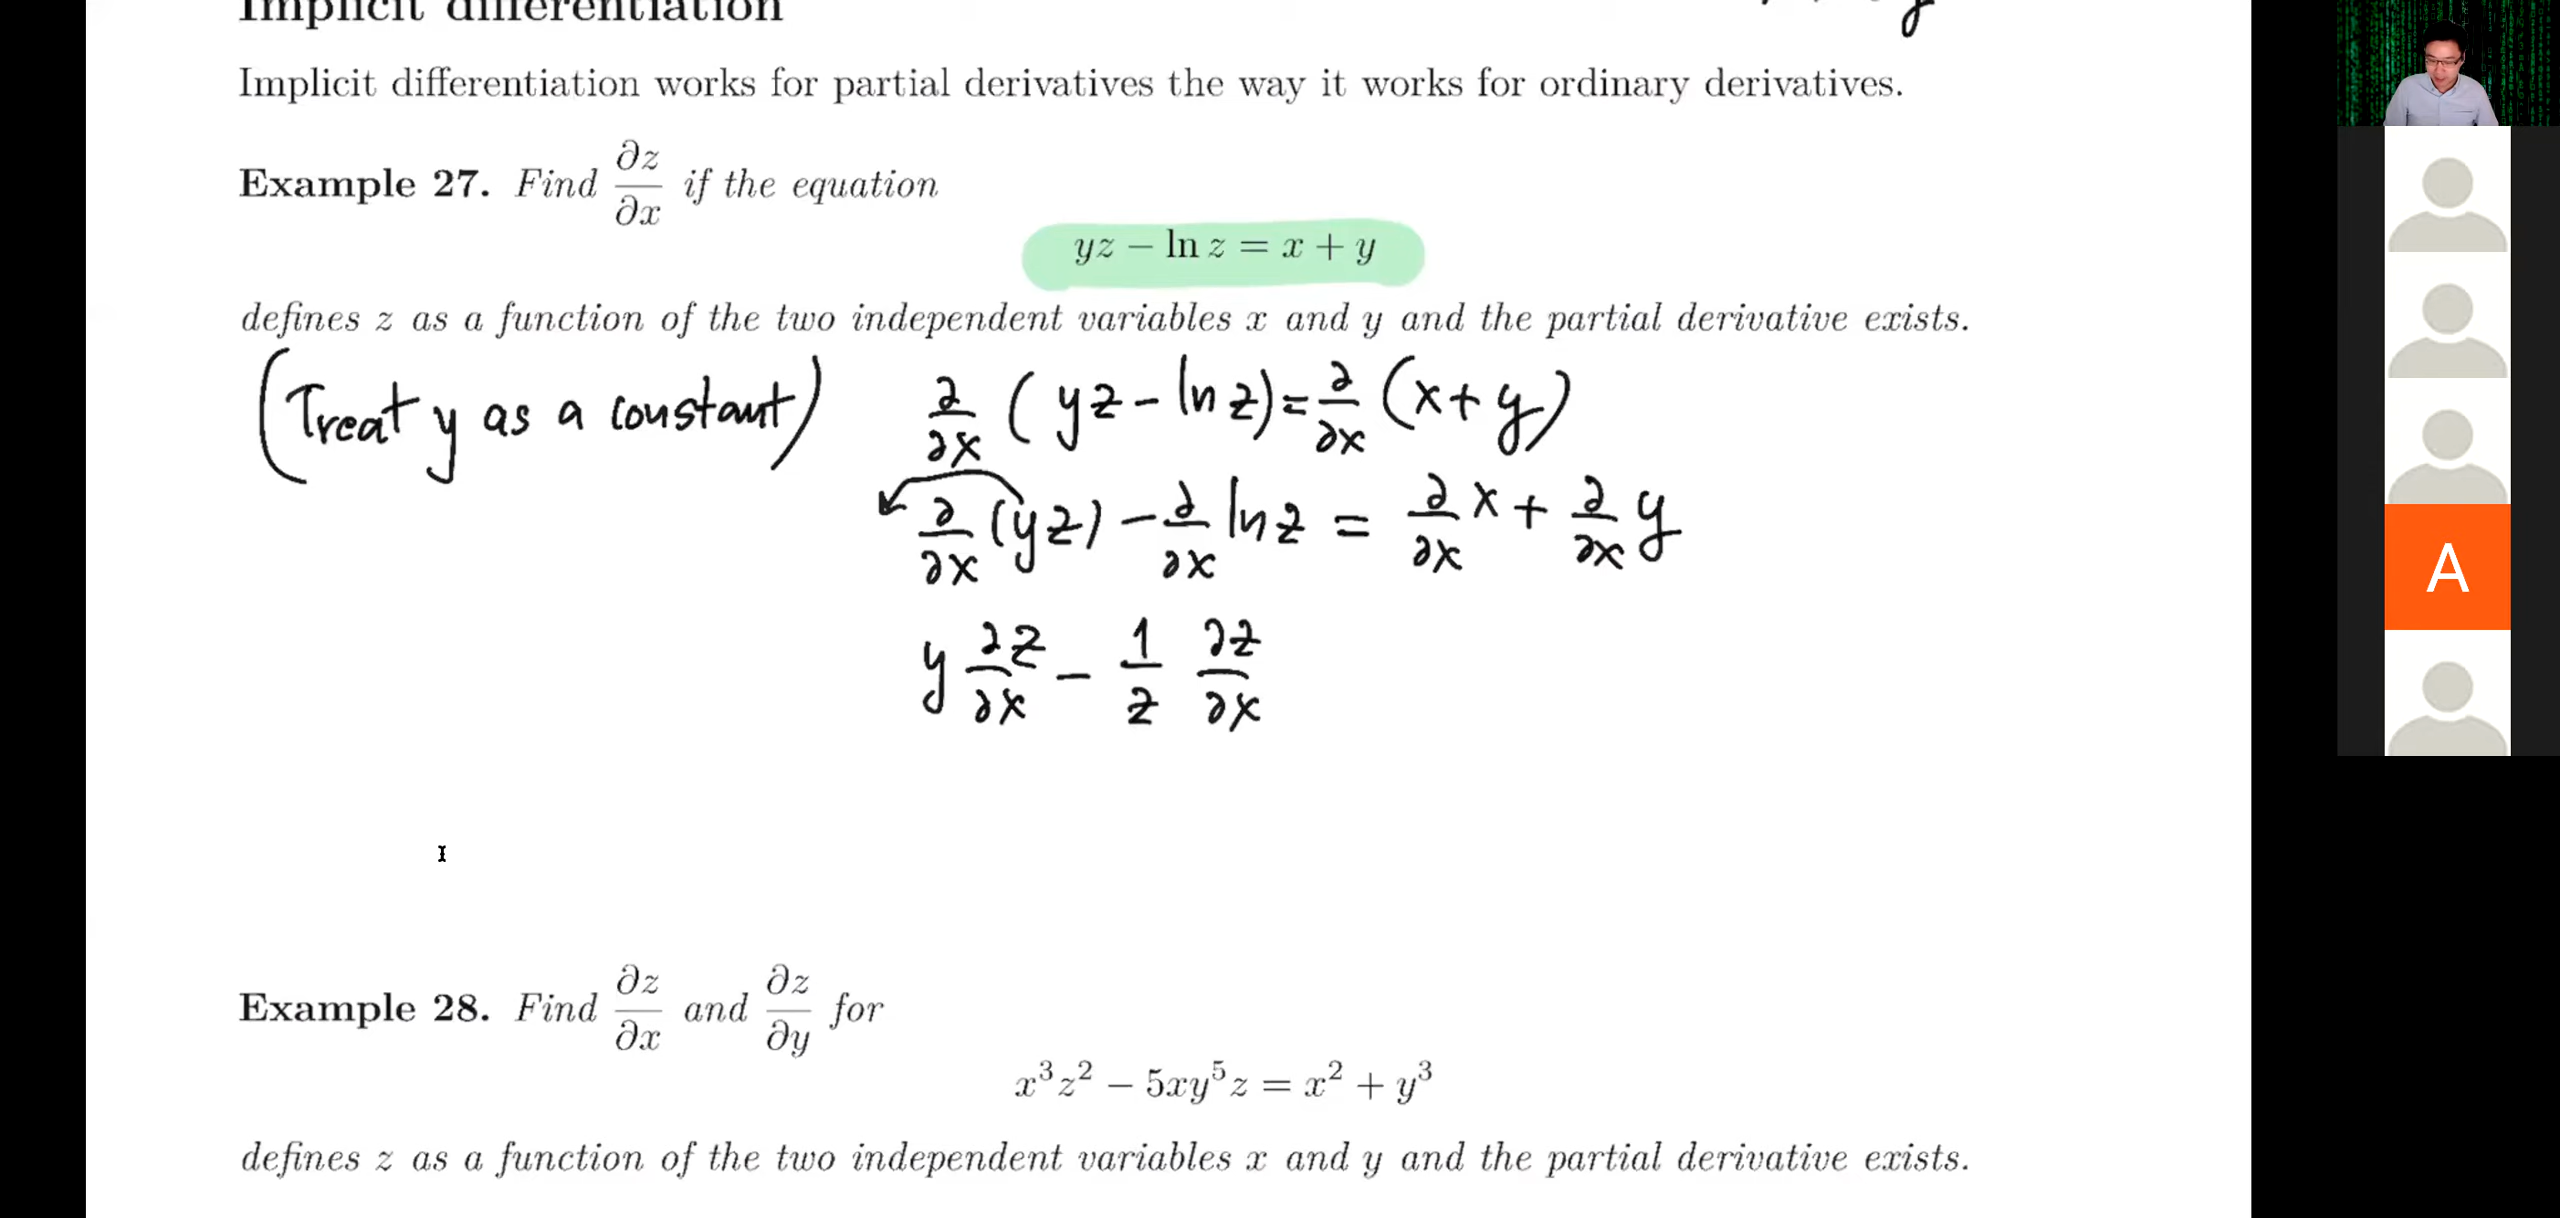 Implicit differentiation
y
Implicit differentiation works for partial derivatives the way it works for ordinary derivatives.
Example 27. Find ∂z/∂x if the equation
yz − ln z = x + y
defines z as a function of the two independent variables x and y and the partial derivative exists.
(Treat y as a constant) ∂/∂x (yz − ln z) = ∂/∂x (x + y)
∂/∂x (yz) − ∂/∂x ln z = ∂/∂x x + ∂/∂x y
A
y ∂z/∂x − 1/z ∂z/∂x
Example 28. Find ∂z/∂x and ∂z/∂y for
x³z² − 5xy⁵z = x² + y³
defines z as a function of the two independent variables x and y and the partial derivative exists.